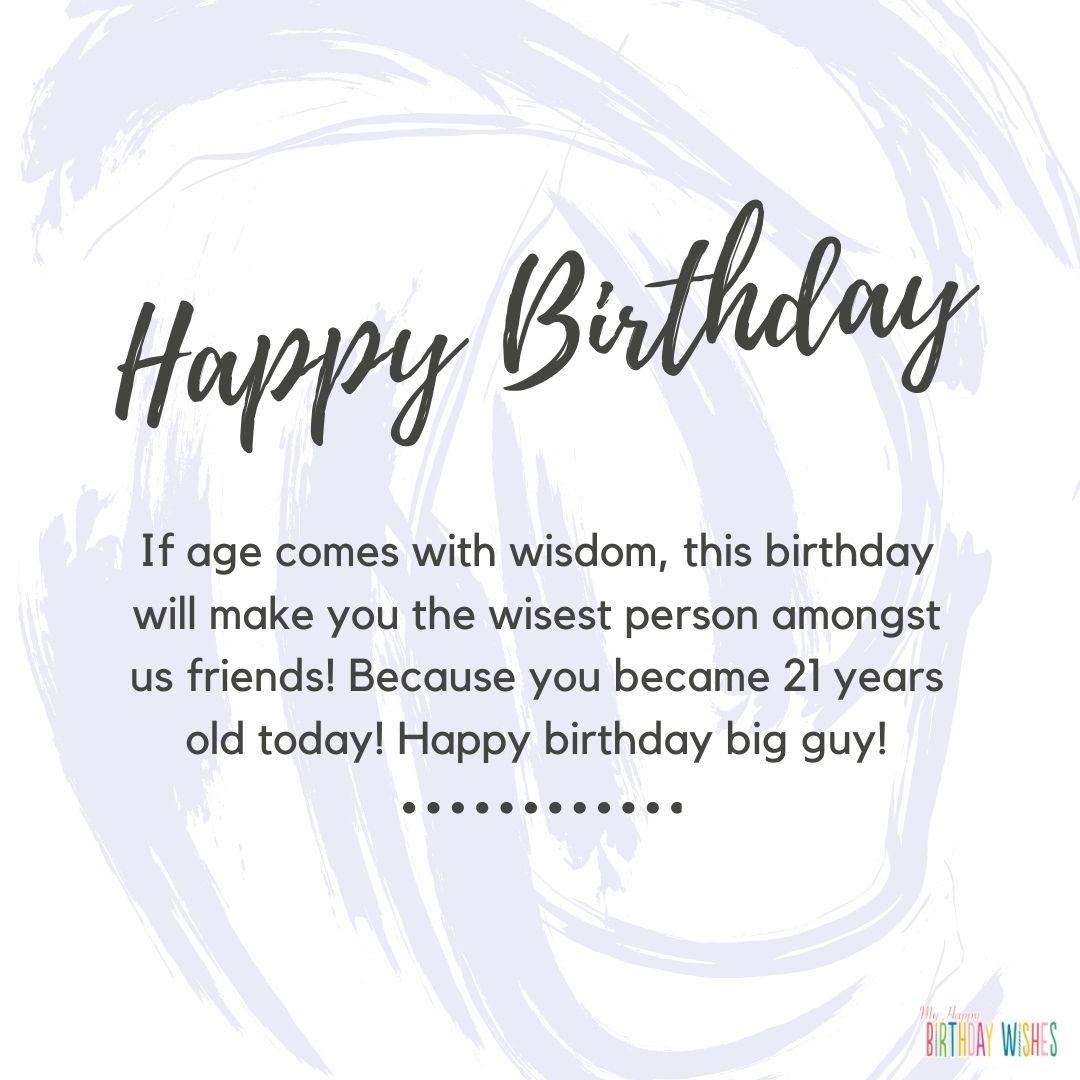 Happy Birthday
If age comes with wisdom, this birthday
will make you the wisest person amongst
us friends! Because you became 21 years
old today! Happy birthday big guy!
My Happy
BIRTHDAY WISHES